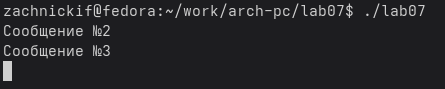 zachnickif@fedora:~/work/arch-pc/lab07$ ./lab07
Сообщение №2
Сообщение №3